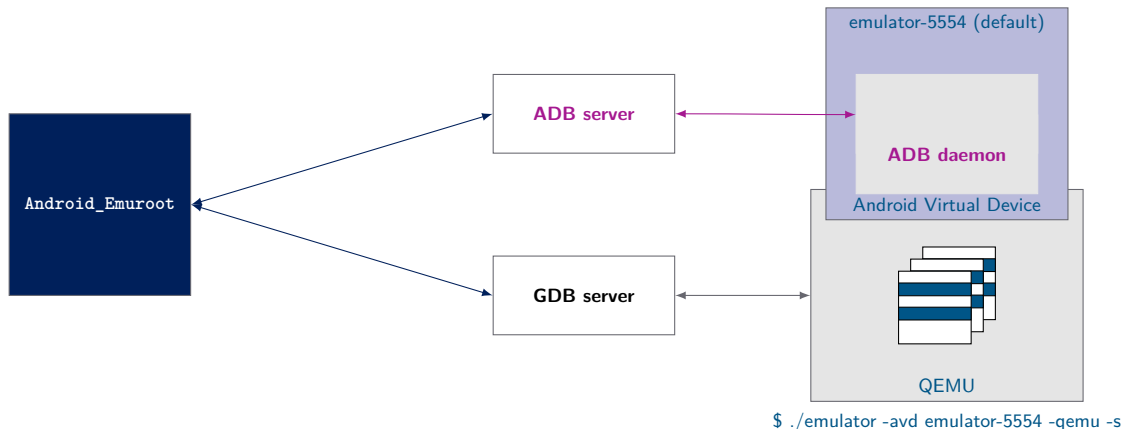 emulator-5554 (default)
ADB server
ADB daemon
Android_Emuroot
Android Virtual Device
GDB server
QEMU
$ ./emulator -avd emulator-5554 -qemu -s